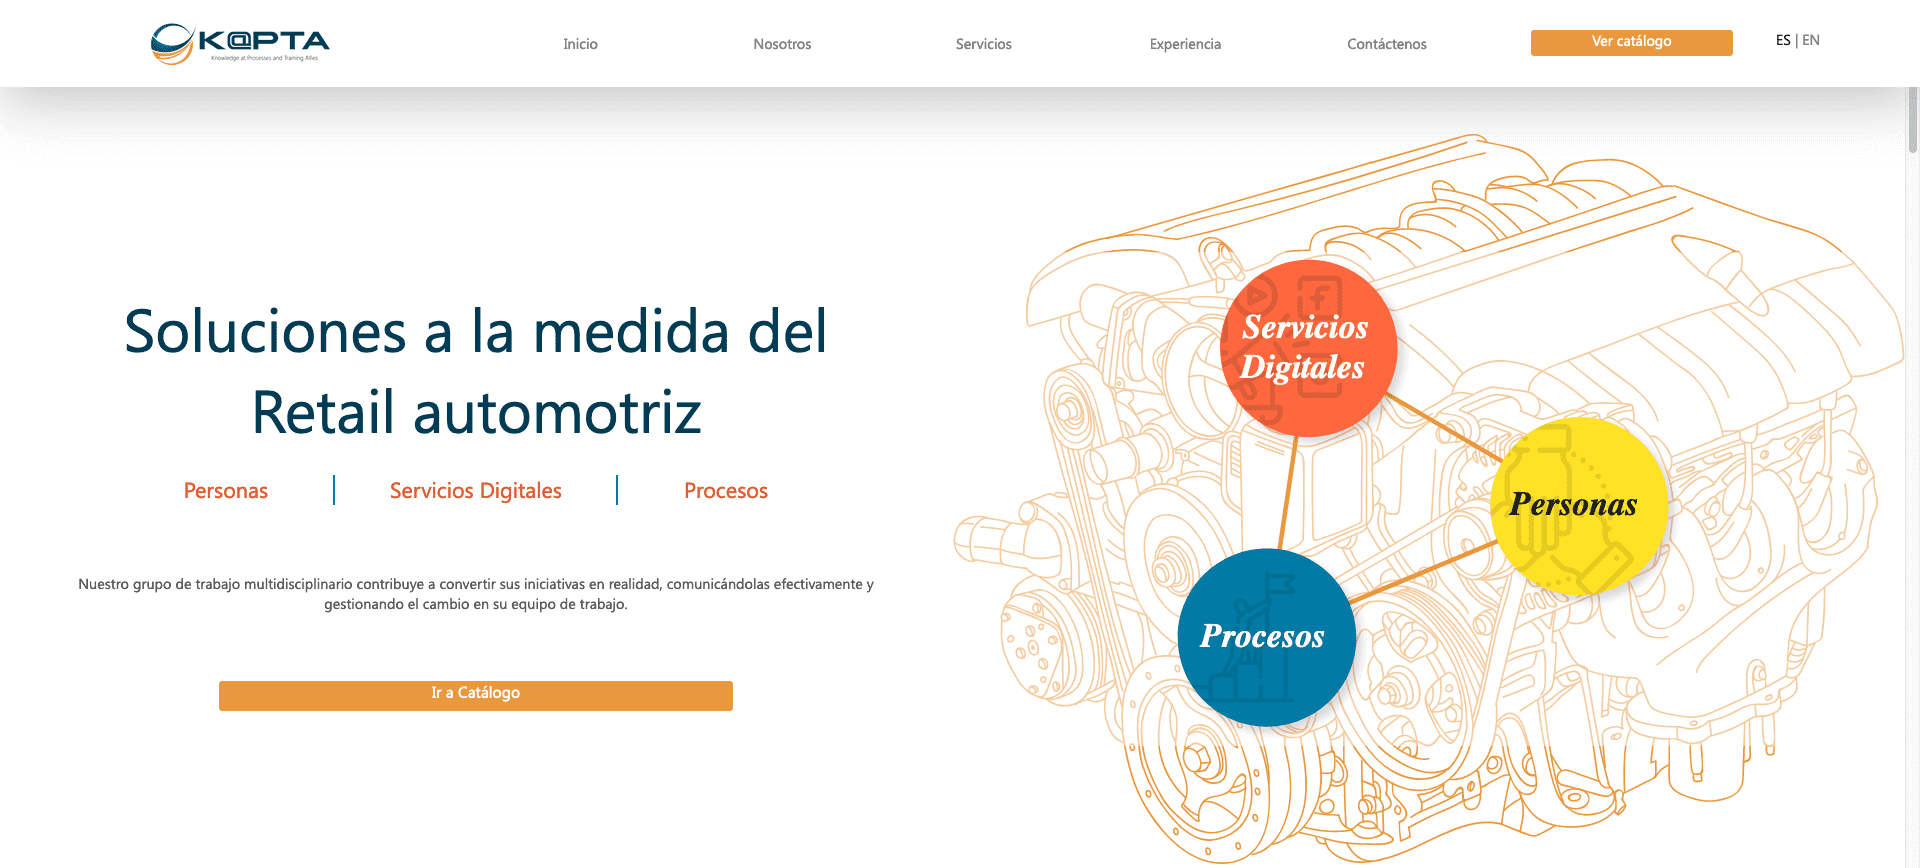 K@PTA
Knowledge at Processes and Training Allies
Inicio
Nosotros
Servicios
Experiencia
Contáctenos
Ver catálogo
ES | EN
Soluciones a la medida del
Retail automotriz
Personas
Servicios Digitales
Procesos
Nuestro grupo de trabajo multidisciplinario contribuye a convertir sus iniciativas en realidad, comunicándolas efectivamente y
gestionando el cambio en su equipo de trabajo.
Ir a Catálogo
Servicios
Digitales
Personas
Procesos